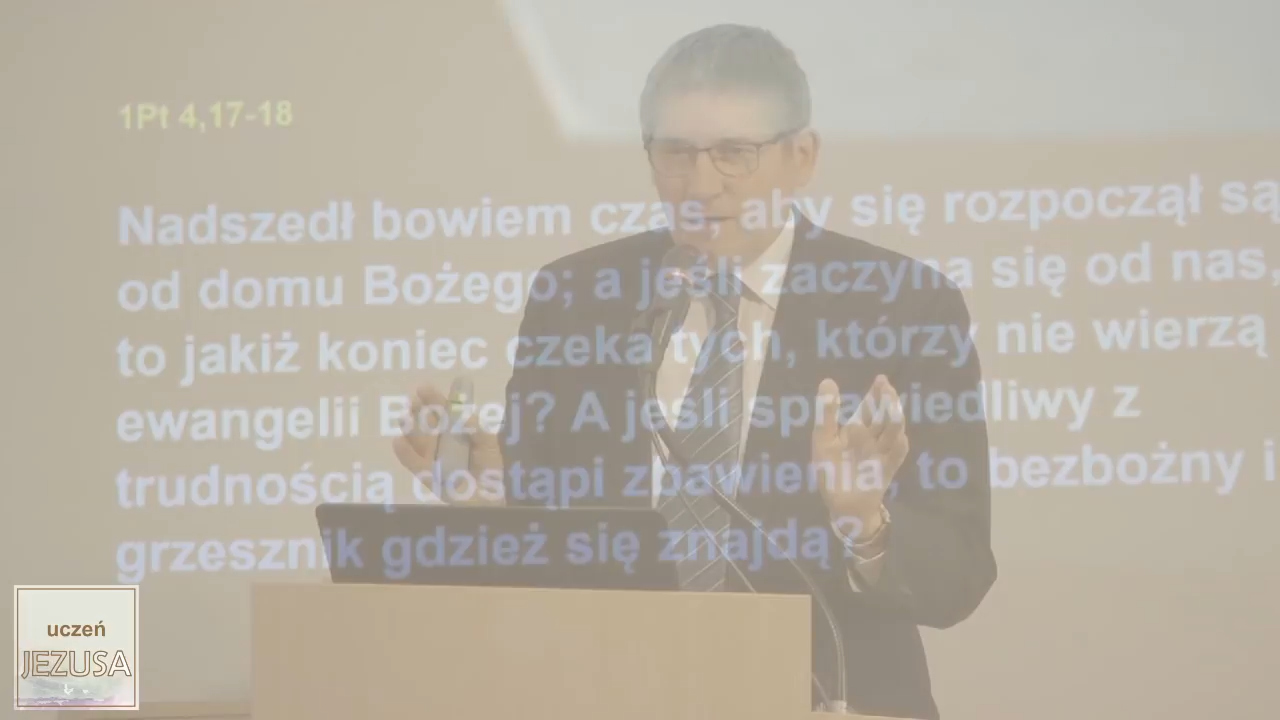 1Pt 4,17-18
Nadszedł bowiem czas, aby się rozpoczął
od domu Bożego; a jeśli zaczyna się od nas,
to jakiż koniec czeka tych, którzy nie wierzą
ewangelii Bożej? A jeśli sprawiedliwy z
trudnością dostąpi zbawienia, to bezbożny i
grzesznik gdzież się znajdą?
uczeń
JEZUSA